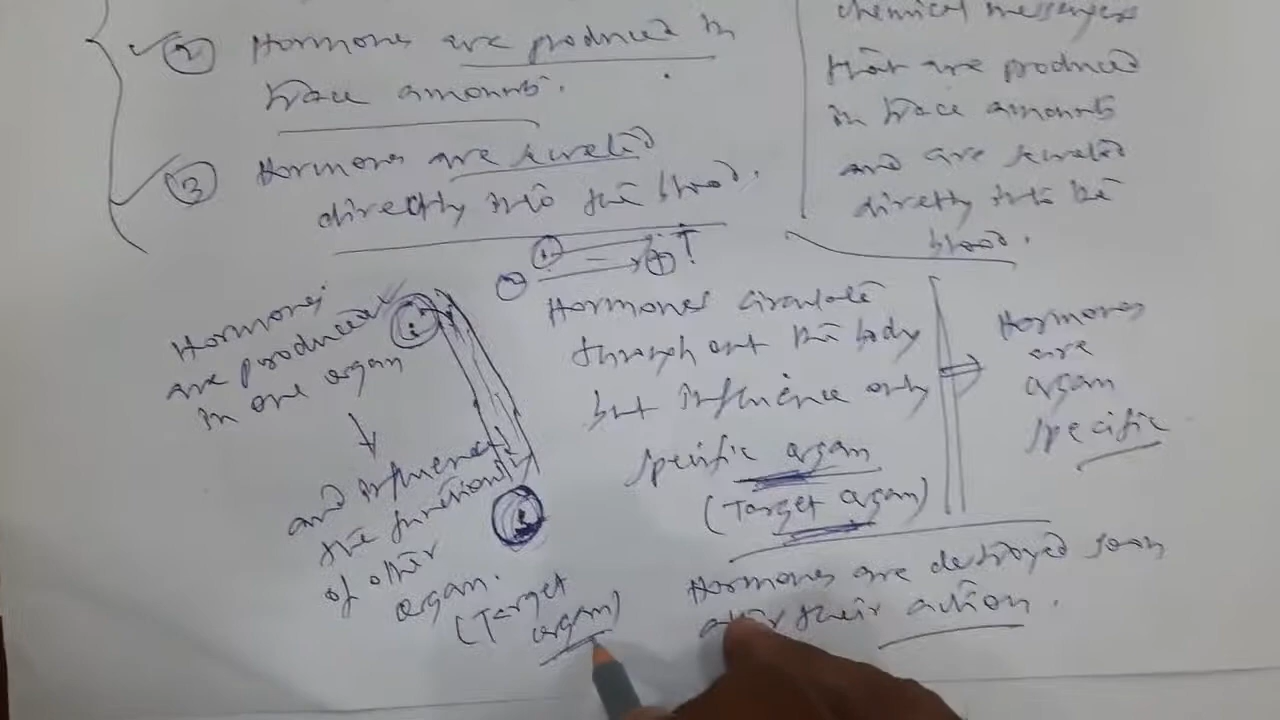 ② Hormones are produced in
trace amounts.
③ Hormones are secreted
directly into the blood.
chemical messengers
that are produced
in trace amounts
and are secreted
directly into the
blood.
Hormones
are produced
in one organ
↓
and influence
the functions
of other
organ.
(Target
organ)
Hormones circulate
throughout the body
but influence only
specific organ
(Target organ)
Hormones
are
organ
specific
Hormones are destroyed soon
after their action.